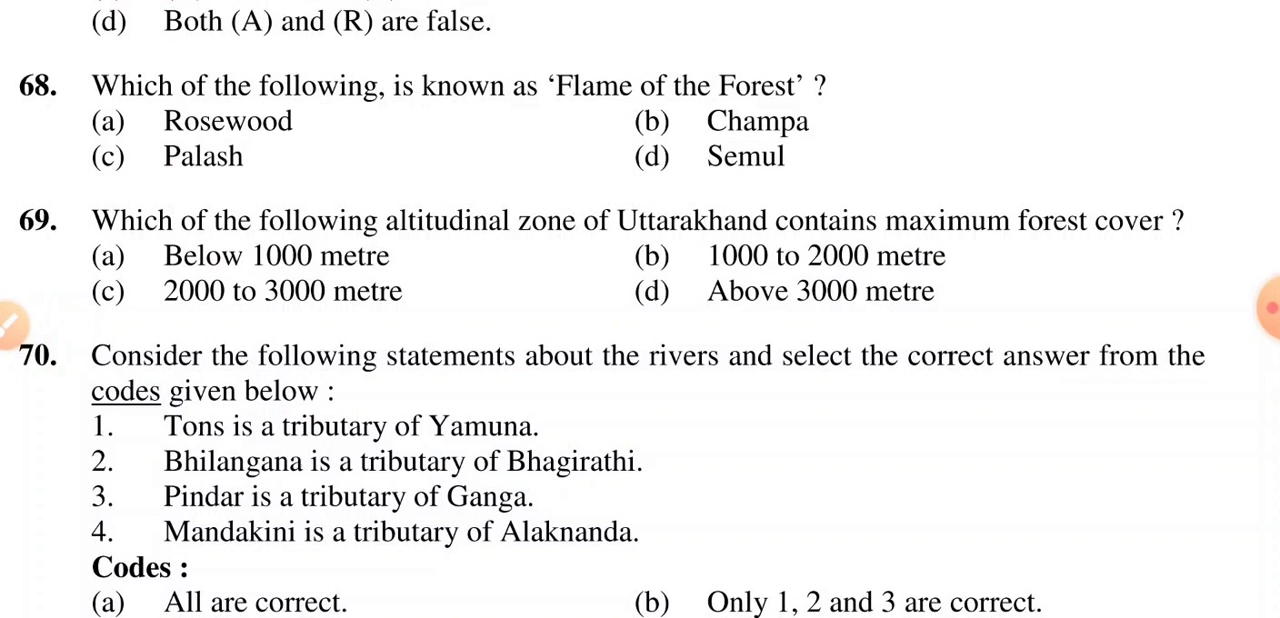 (d) Both (A) and (R) are false.
68. Which of the following, is known as ‘Flame of the Forest’ ?
(a) Rosewood (b) Champa
(c) Palash (d) Semul
69. Which of the following altitudinal zone of Uttarakhand contains maximum forest cover ?
(a) Below 1000 metre (b) 1000 to 2000 metre
(c) 2000 to 3000 metre (d) Above 3000 metre
70. Consider the following statements about the rivers and select the correct answer from the
codes given below :
1. Tons is a tributary of Yamuna.
2. Bhilangana is a tributary of Bhagirathi.
3. Pindar is a tributary of Ganga.
4. Mandakini is a tributary of Alaknanda.
Codes :
(a) All are correct. (b) Only 1, 2 and 3 are correct.